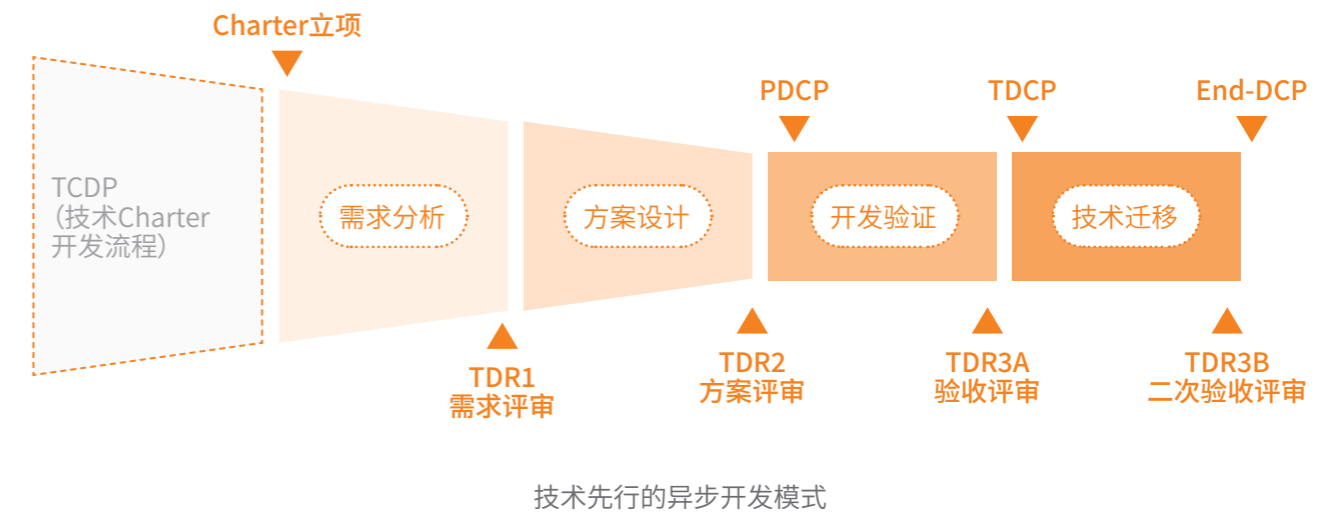 Charter立项
PDCP
TDCP
End-DCP
TCDP
（技术Charter
开发流程）
需求分析
方案设计
开发验证
技术迁移
TDR1
需求评审
TDR2
方案评审
TDR3A
验收评审
TDR3B
二次验收评审
技术先行的异步开发模式